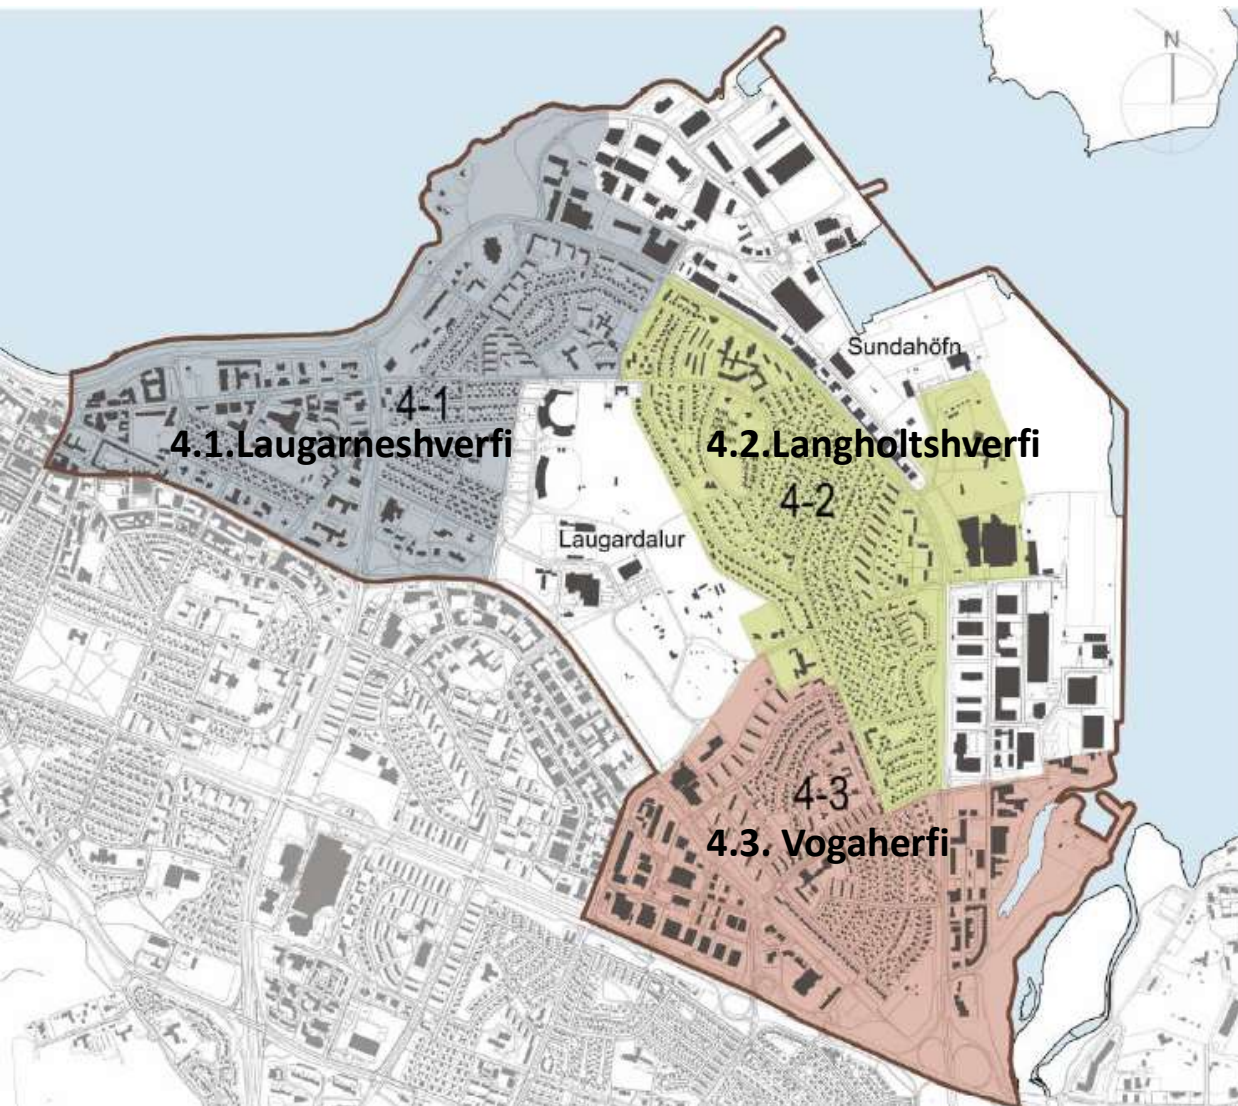 N
Sundahöfn
4-1
4.1.Laugarneshverfi
4.2.Langholtshverfi
4-2
Laugardalur
4-3
4.3. Vogaherfi